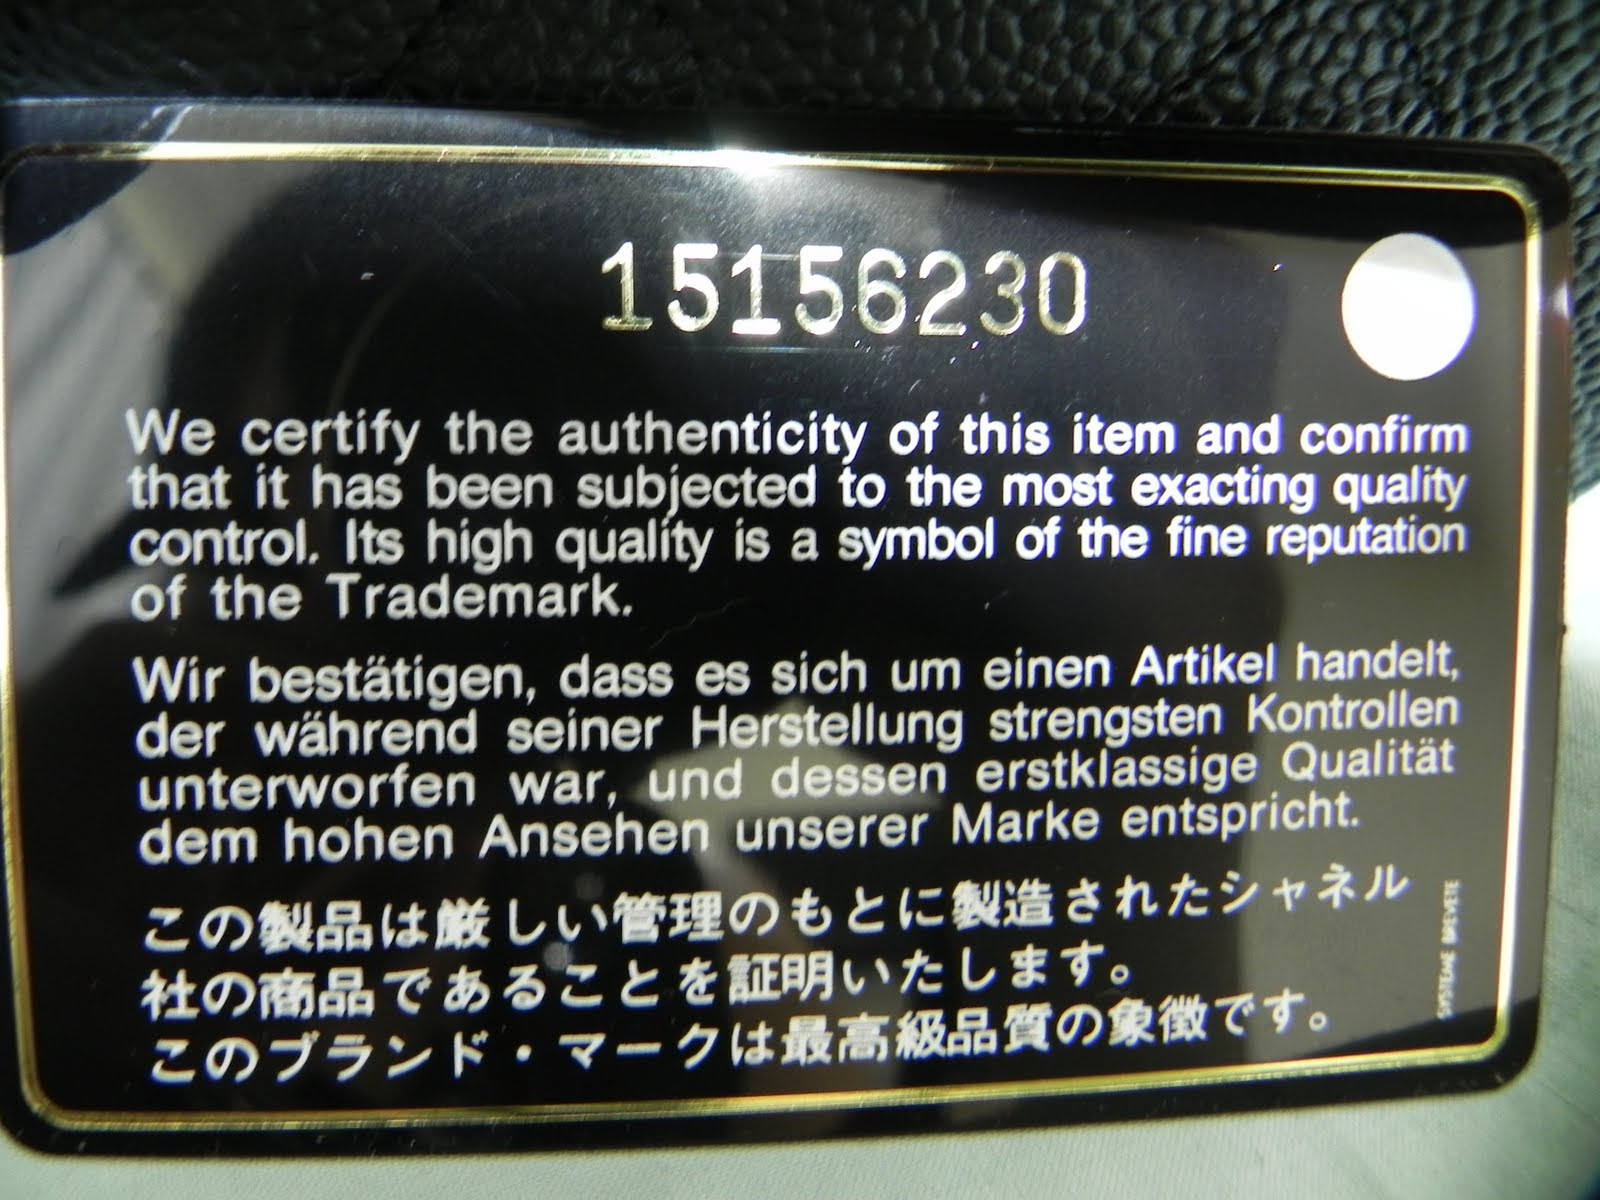 15156230
We certify the authenticity of this item and confirm
that it has been subjected to the most exacting quality
control. Its high quality is a symbol of the fine reputation
of the Trademark.
Wir bestätigen, dass es sich um einen Artikel handelt,
der während seiner Herstellung strengsten Kontrollen
unterworfen war, und dessen erstklassige Qualität
dem hohen Ansehen unserer Marke entspricht.
この製品は厳しい管理のもとに製造されたシャネル
社の商品であることを証明いたします。
このブランド・マークは最高級品質の象徴です。
SYSTEME BREVETE